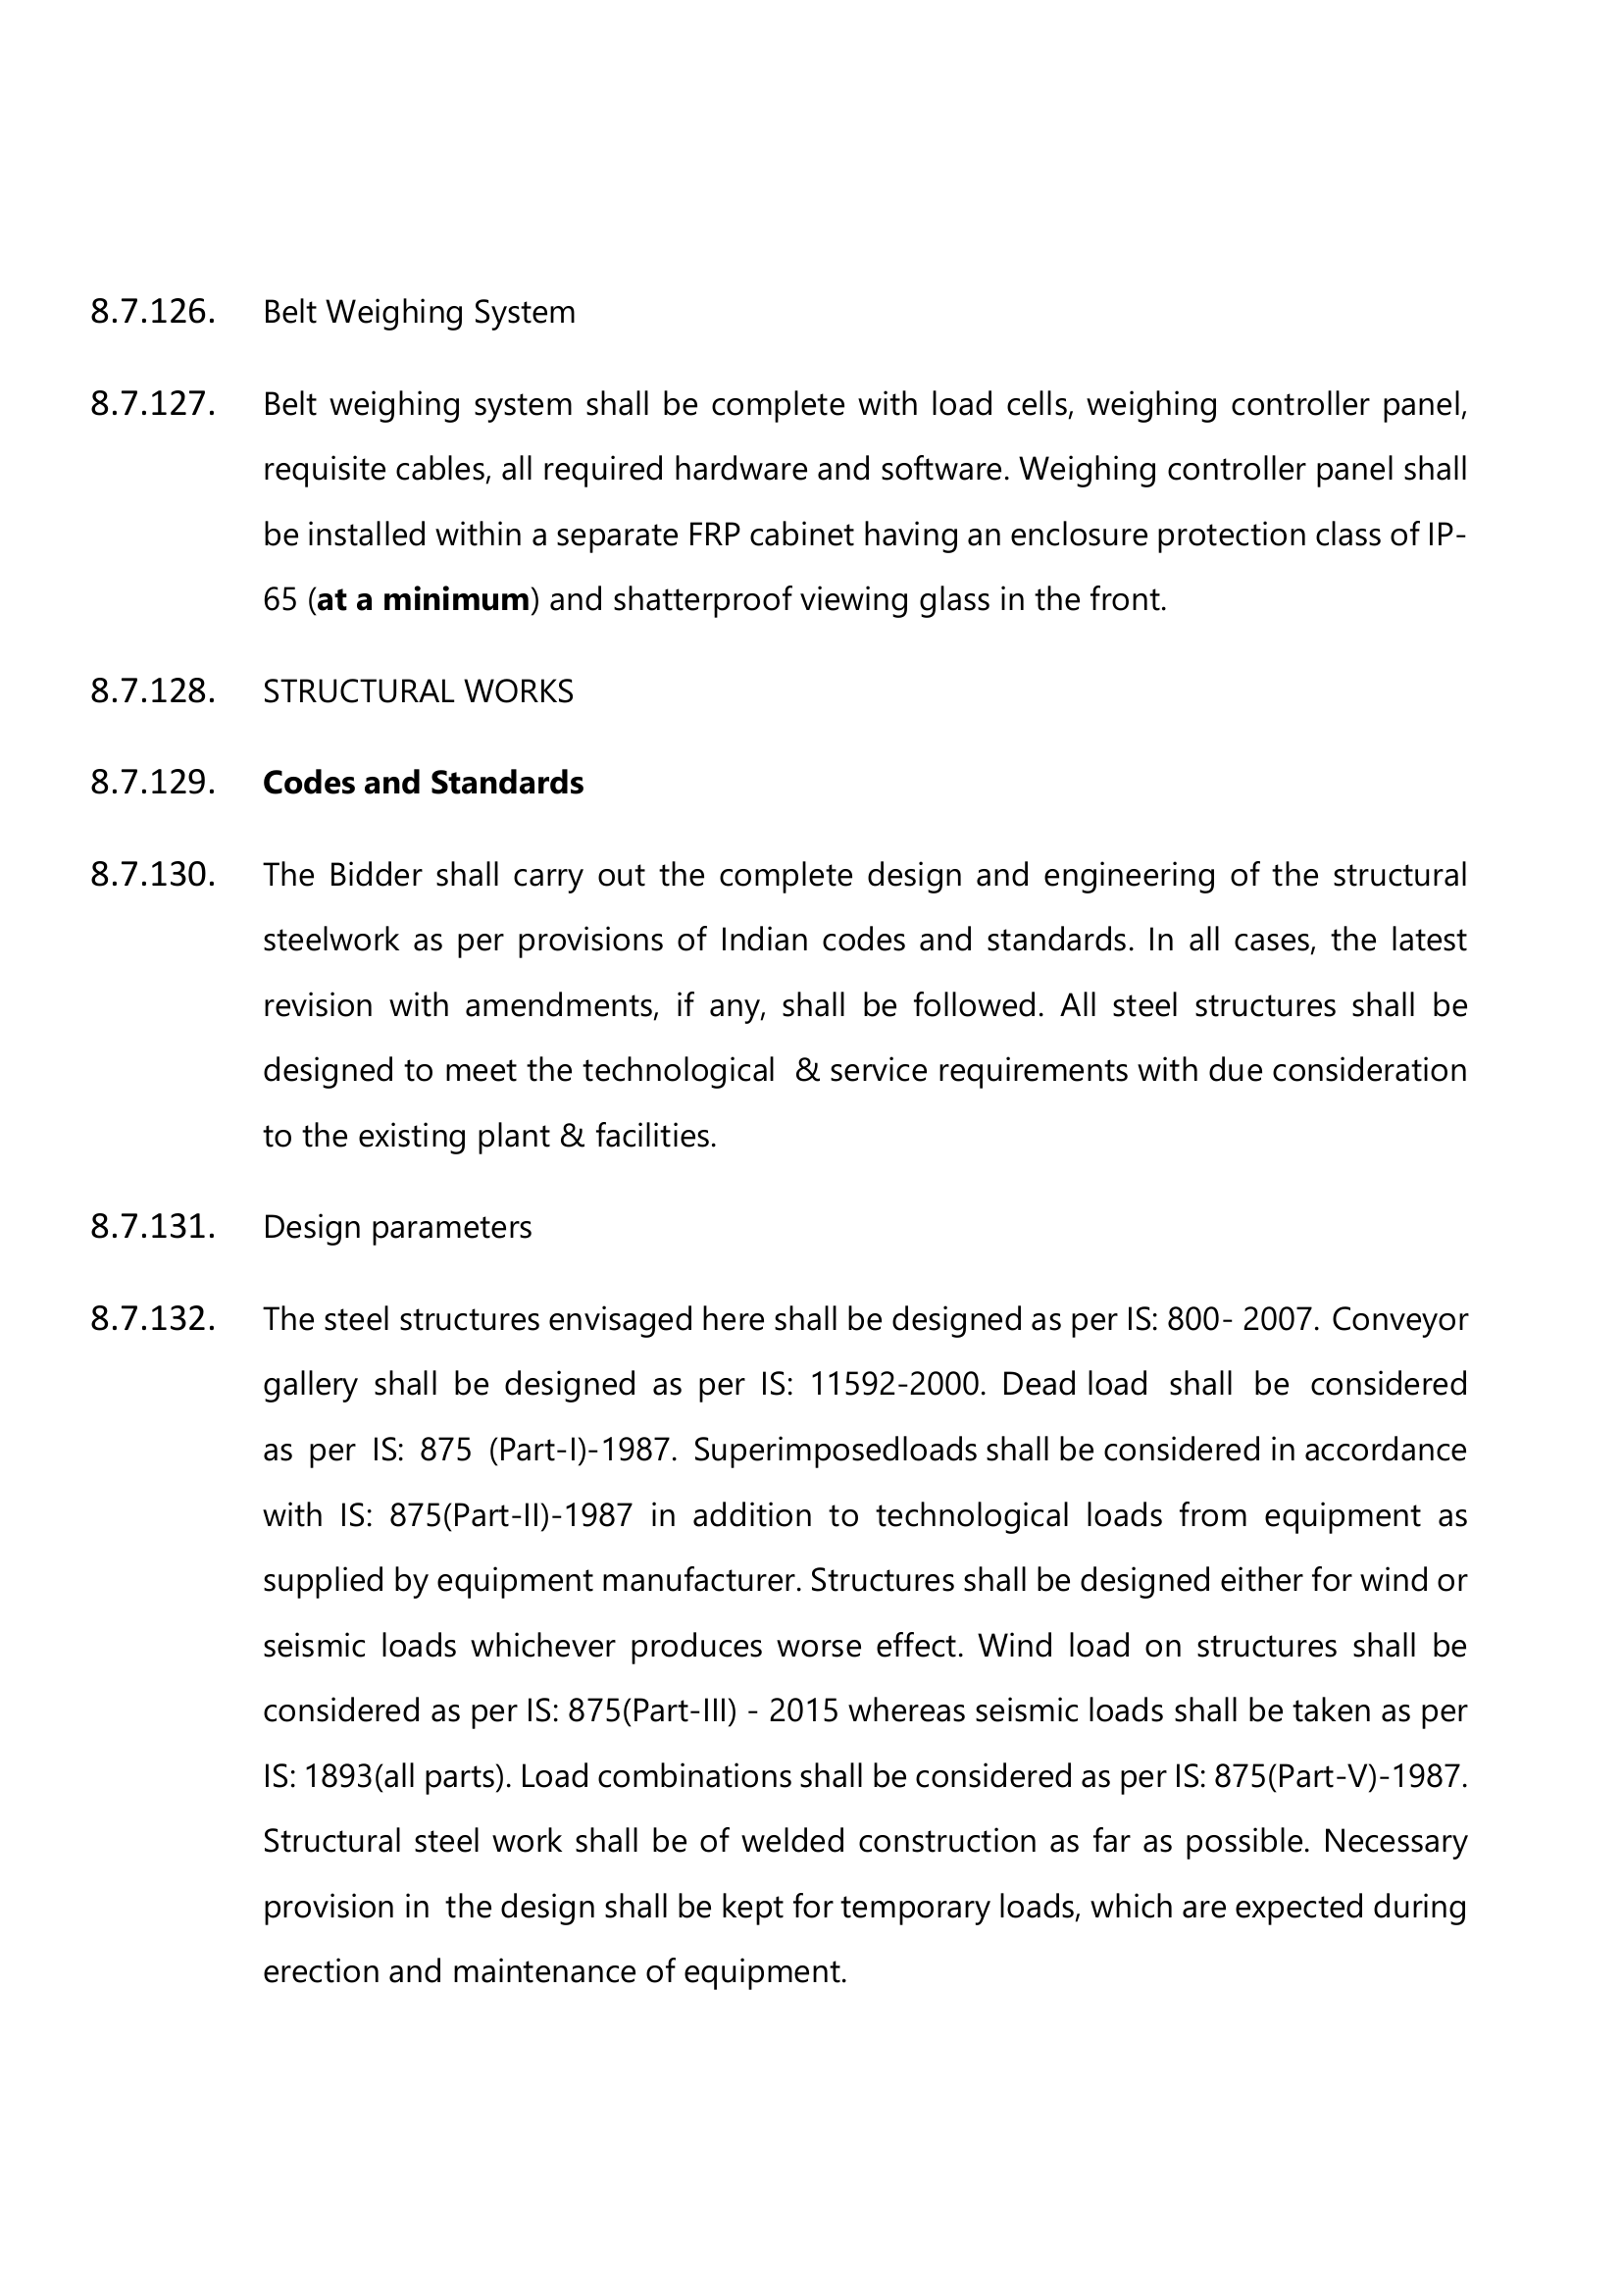 8.7.126. Belt Weighing System
8.7.127. Belt weighing system shall be complete with load cells, weighing controller panel,
requisite cables, all required hardware and software. Weighing controller panel shall
be installed within a separate FRP cabinet having an enclosure protection class of IP-
65 (at a minimum) and shatterproof viewing glass in the front.
8.7.128. STRUCTURAL WORKS
8.7.129. Codes and Standards
8.7.130. The Bidder shall carry out the complete design and engineering of the structural
steelwork as per provisions of Indian codes and standards. In all cases, the latest
revision with amendments, if any, shall be followed. All steel structures shall be
designed to meet the technological & service requirements with due consideration
to the existing plant & facilities.
8.7.131. Design parameters
8.7.132. The steel structures envisaged here shall be designed as per IS: 800- 2007. Conveyor
gallery shall be designed as per IS: 11592-2000. Dead load shall be considered
as per IS: 875 (Part-I)-1987. Superimposedloads shall be considered in accordance
with IS: 875(Part-II)-1987 in addition to technological loads from equipment as
supplied by equipment manufacturer. Structures shall be designed either for wind or
seismic loads whichever produces worse effect. Wind load on structures shall be
considered as per IS: 875(Part-III) - 2015 whereas seismic loads shall be taken as per
IS: 1893(all parts). Load combinations shall be considered as per IS: 875(Part-V)-1987.
Structural steel work shall be of welded construction as far as possible. Necessary
provision in the design shall be kept for temporary loads, which are expected during
erection and maintenance of equipment.